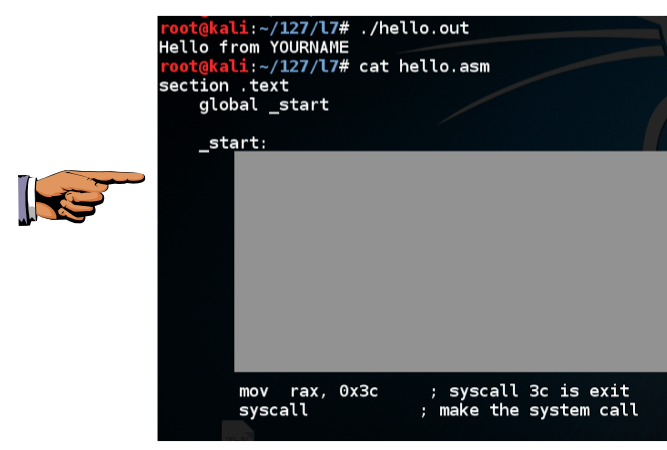 root@kali:~/127/l7# ./hello.out
Hello from YOURNAME
root@kali:~/127/l7# cat hello.asm
section .text
global _start
_start:
mov rax, 0x3c ; syscall 3c is exit
syscall ; make the system call